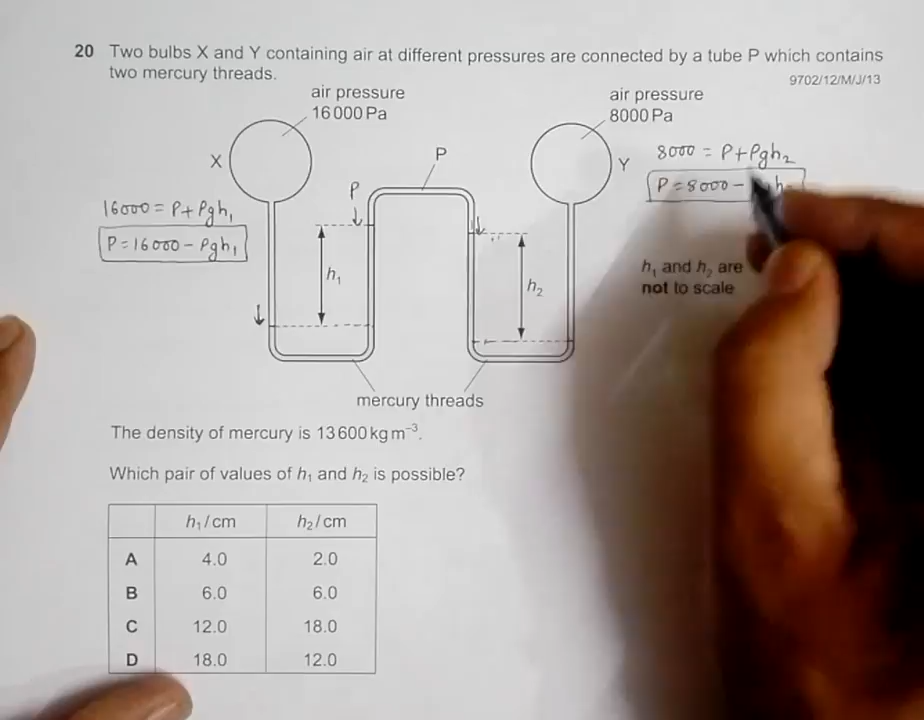 20 Two bulbs X and Y containing air at different pressures are connected by a tube P which contains
two mercury threads.
9702/12/M/J/13
air pressure
16000 Pa
air pressure
8000 Pa
X
P
P
Y
8000 = P+ρgh₂
P = 8000 –
16000 = P+ρgh₁
P = 16000 – ρgh₁
h₁
h₂
h₁ and h₂ are
not to scale
mercury threads
The density of mercury is 13600 kg m⁻³.
Which pair of values of h₁ and h₂ is possible?
h₁/cm h₂/cm
A 4.0 2.0
B 6.0 6.0
C 12.0 18.0
D 18.0 12.0